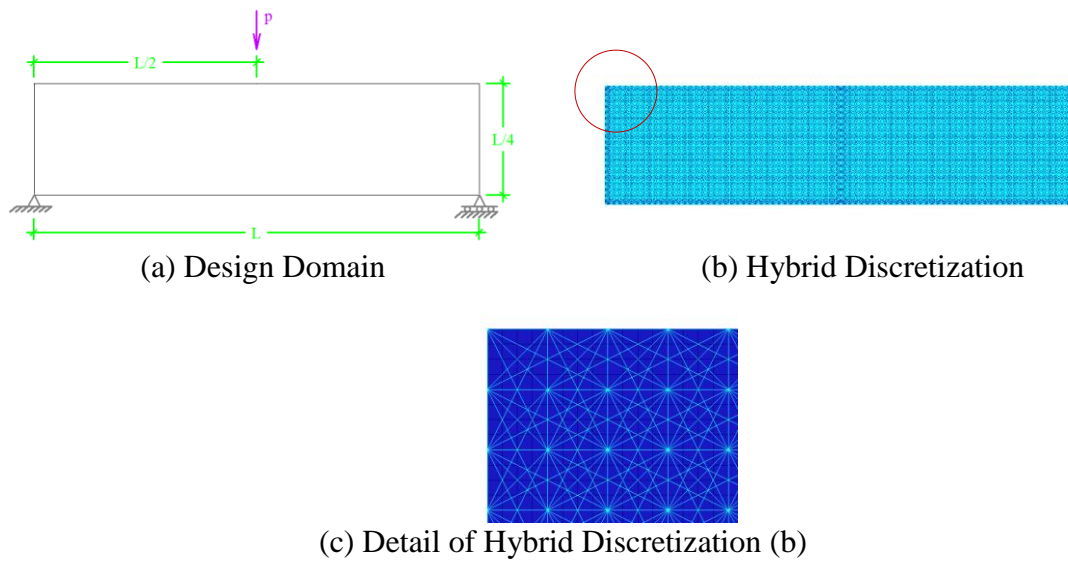 p
L/2
L/4
L
(a) Design Domain
(b) Hybrid Discretization
(c) Detail of Hybrid Discretization (b)